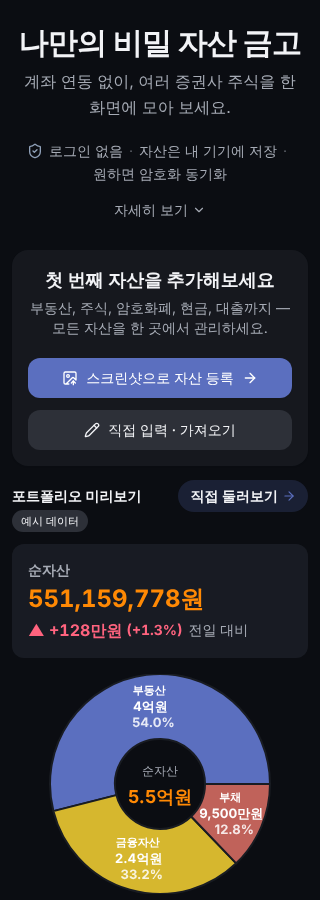 나만의 비밀 자산 금고
계좌 연동 없이, 여러 증권사 주식을 한
화면에 모아 보세요.
로그인 없음 · 자산은 내 기기에 저장 ·
원하면 암호화 동기화
자세히 보기
첫 번째 자산을 추가해보세요
부동산, 주식, 암호화폐, 현금, 대출까지 —
모든 자산을 한 곳에서 관리하세요.
스크린샷으로 자산 등록 →
직접 입력 · 가져오기
포트폴리오 미리보기
직접 둘러보기 →
예시 데이터
순자산
551,159,778원
▲ +128만원 (+1.3%) 전일 대비
부동산
4억원
54.0%
순자산
5.5억원
부채
9,500만원
12.8%
금융자산
2.4억원
33.2%